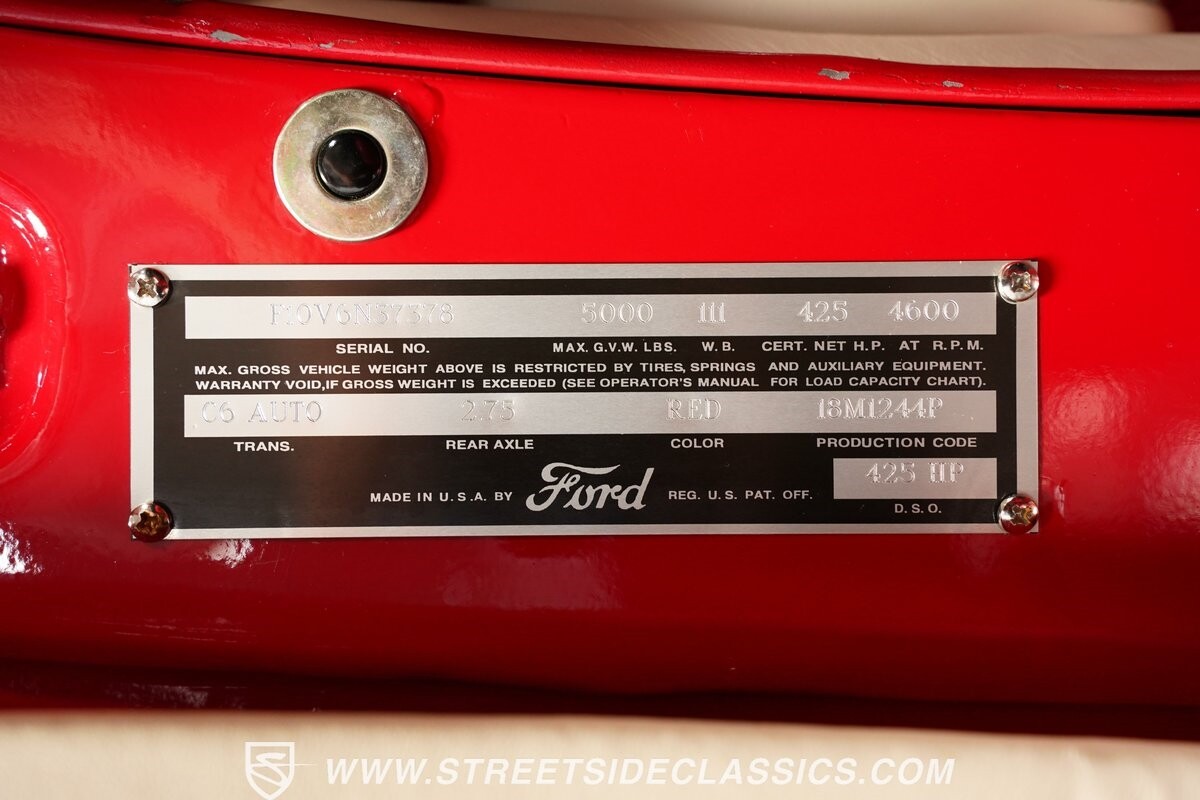 F10V6N37378 5000 111 425 4600
SERIAL NO. MAX. G.V.W. LBS. W.B. CERT. NET H.P. AT R.P.M.
MAX. GROSS VEHICLE WEIGHT ABOVE IS RESTRICTED BY TIRES, SPRINGS AND AUXILIARY EQUIPMENT.
WARRANTY VOID, IF GROSS WEIGHT IS EXCEEDED (SEE OPERATOR'S MANUAL FOR LOAD CAPACITY CHART).
C6 AUTO 2.75 RED 18M1244P
TRANS. REAR AXLE COLOR PRODUCTION CODE
425 HP
MADE IN U.S.A. BY Ford REG. U.S. PAT. OFF.
D.S.O.
WWW.STREETSIDECLASSICS.COM